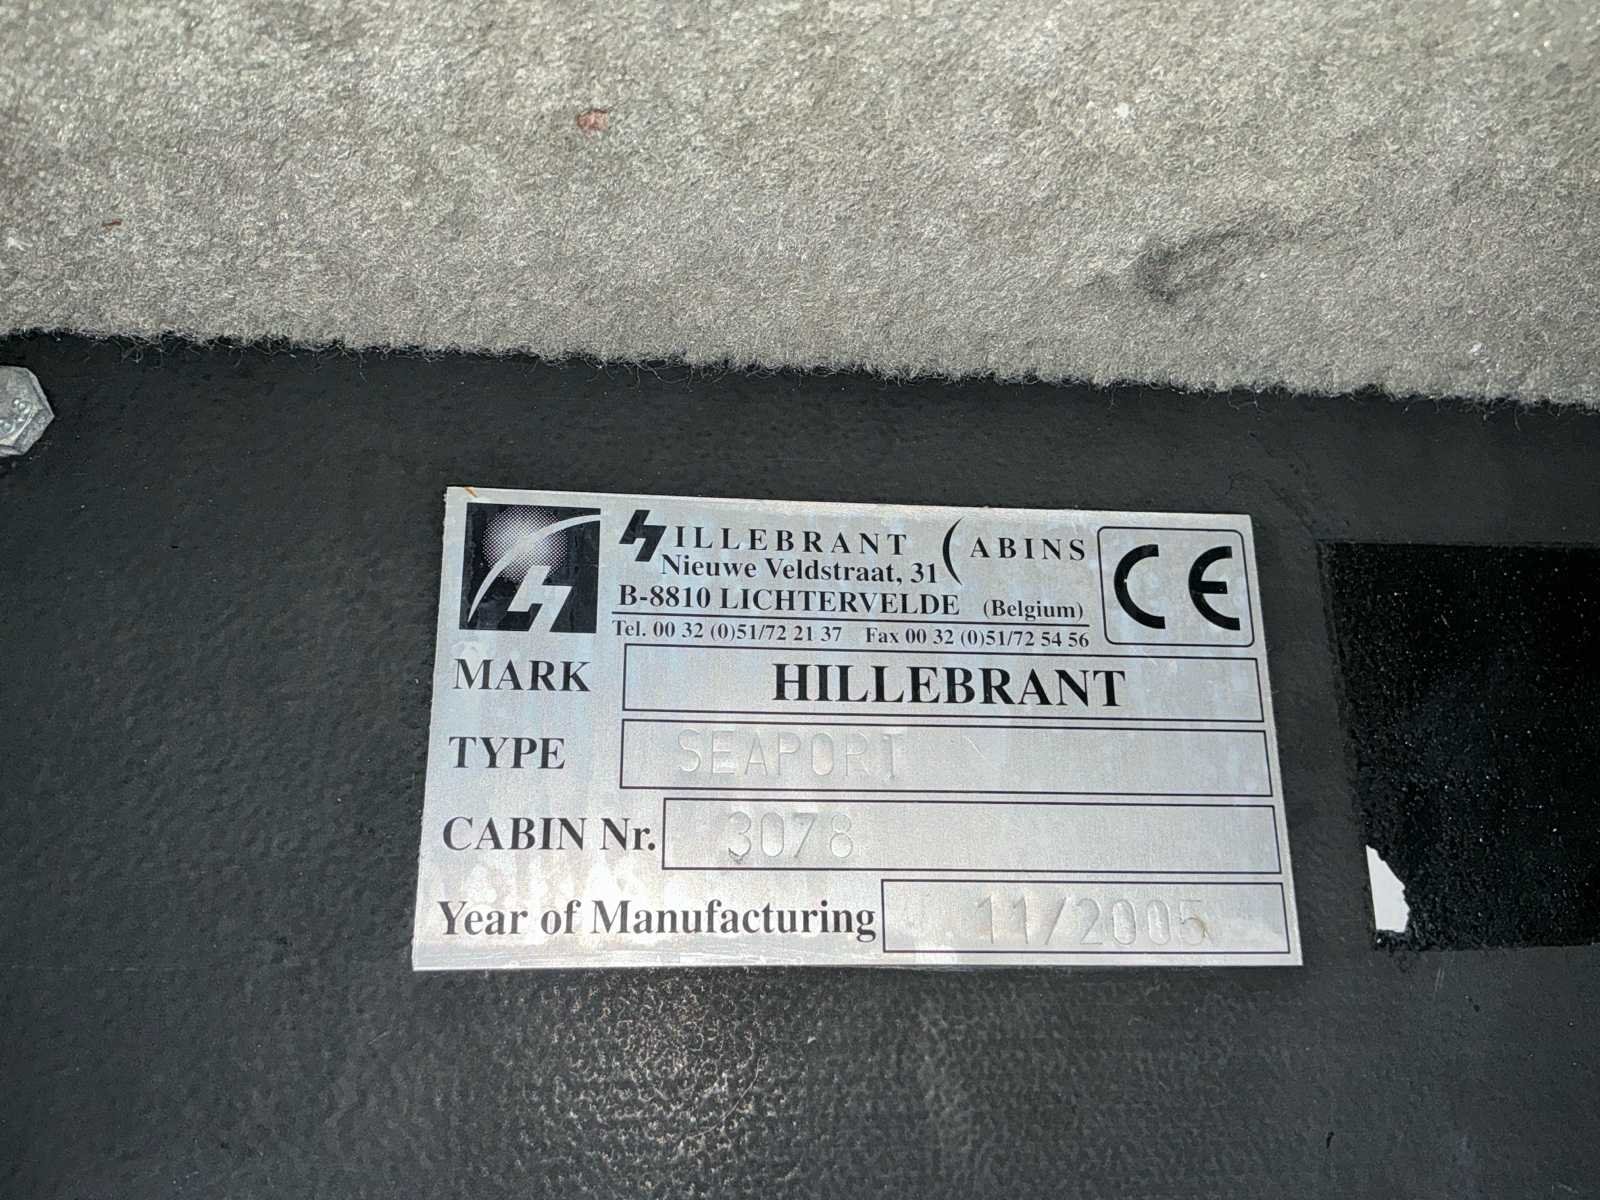 HILLEBRANT CABINS
Nieuwe Veldstraat, 31
B-8810 LICHTERVELDE (Belgium)
Tel. 00 32 (0)51/72 21 37 Fax 00 32 (0)51/72 54 56
CE
MARK HILLEBRANT
TYPE SEAPORT
CABIN Nr. 3078
Year of Manufacturing 11/2005